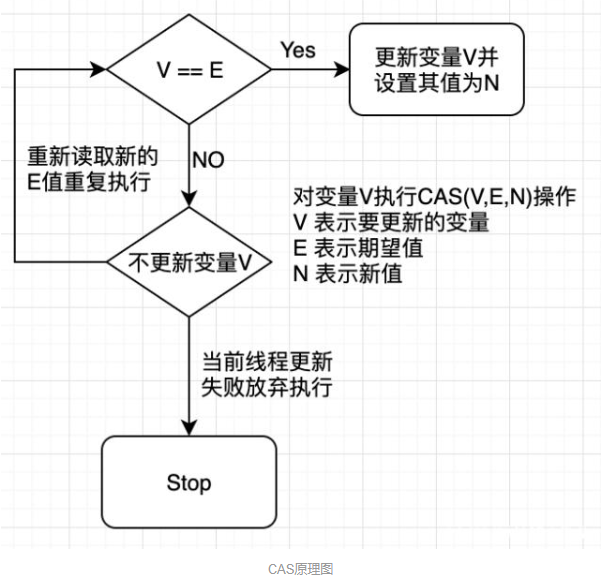 V == E
Yes
更新变量V并
设置其值为N
重新读取新的
E值重复执行
NO
对变量V执行CAS(V,E,N)操作
V 表示要更新的变量
E 表示期望值
N 表示新值
不更新变量V
当前线程更新
失败放弃执行
Stop
CAS原理图